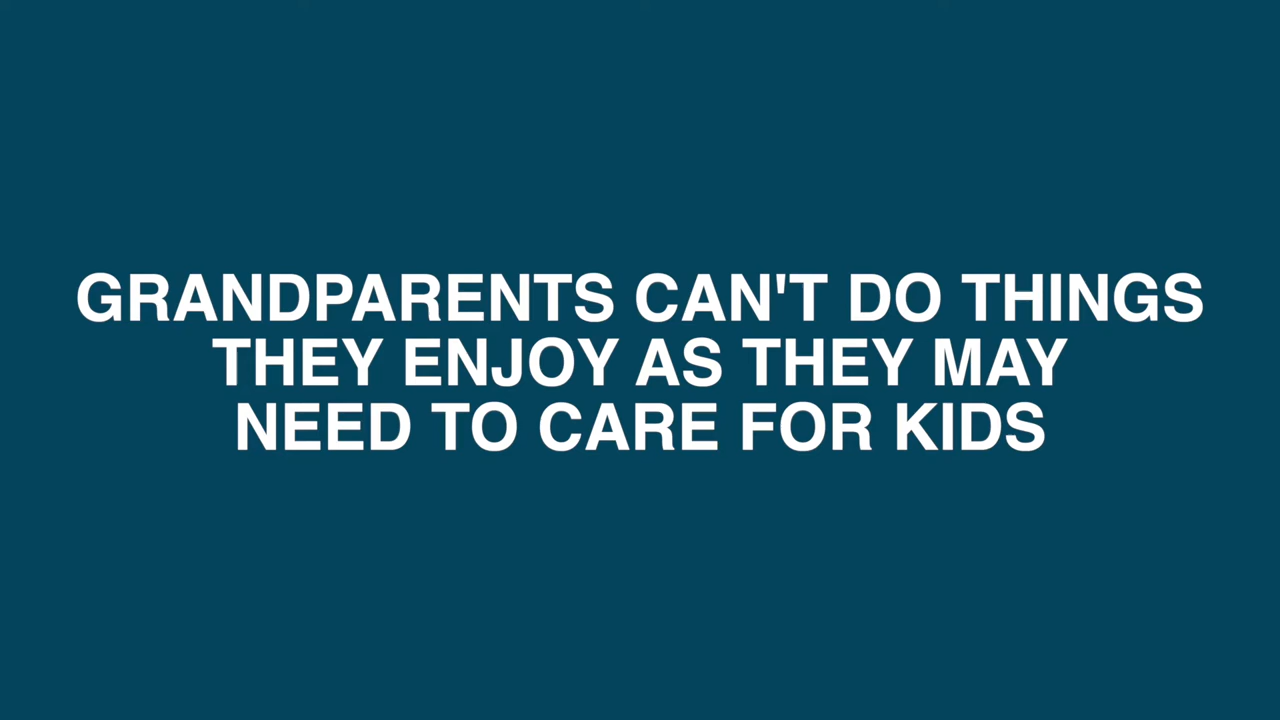 GRANDPARENTS CAN'T DO THINGS
THEY ENJOY AS THEY MAY
NEED TO CARE FOR KIDS